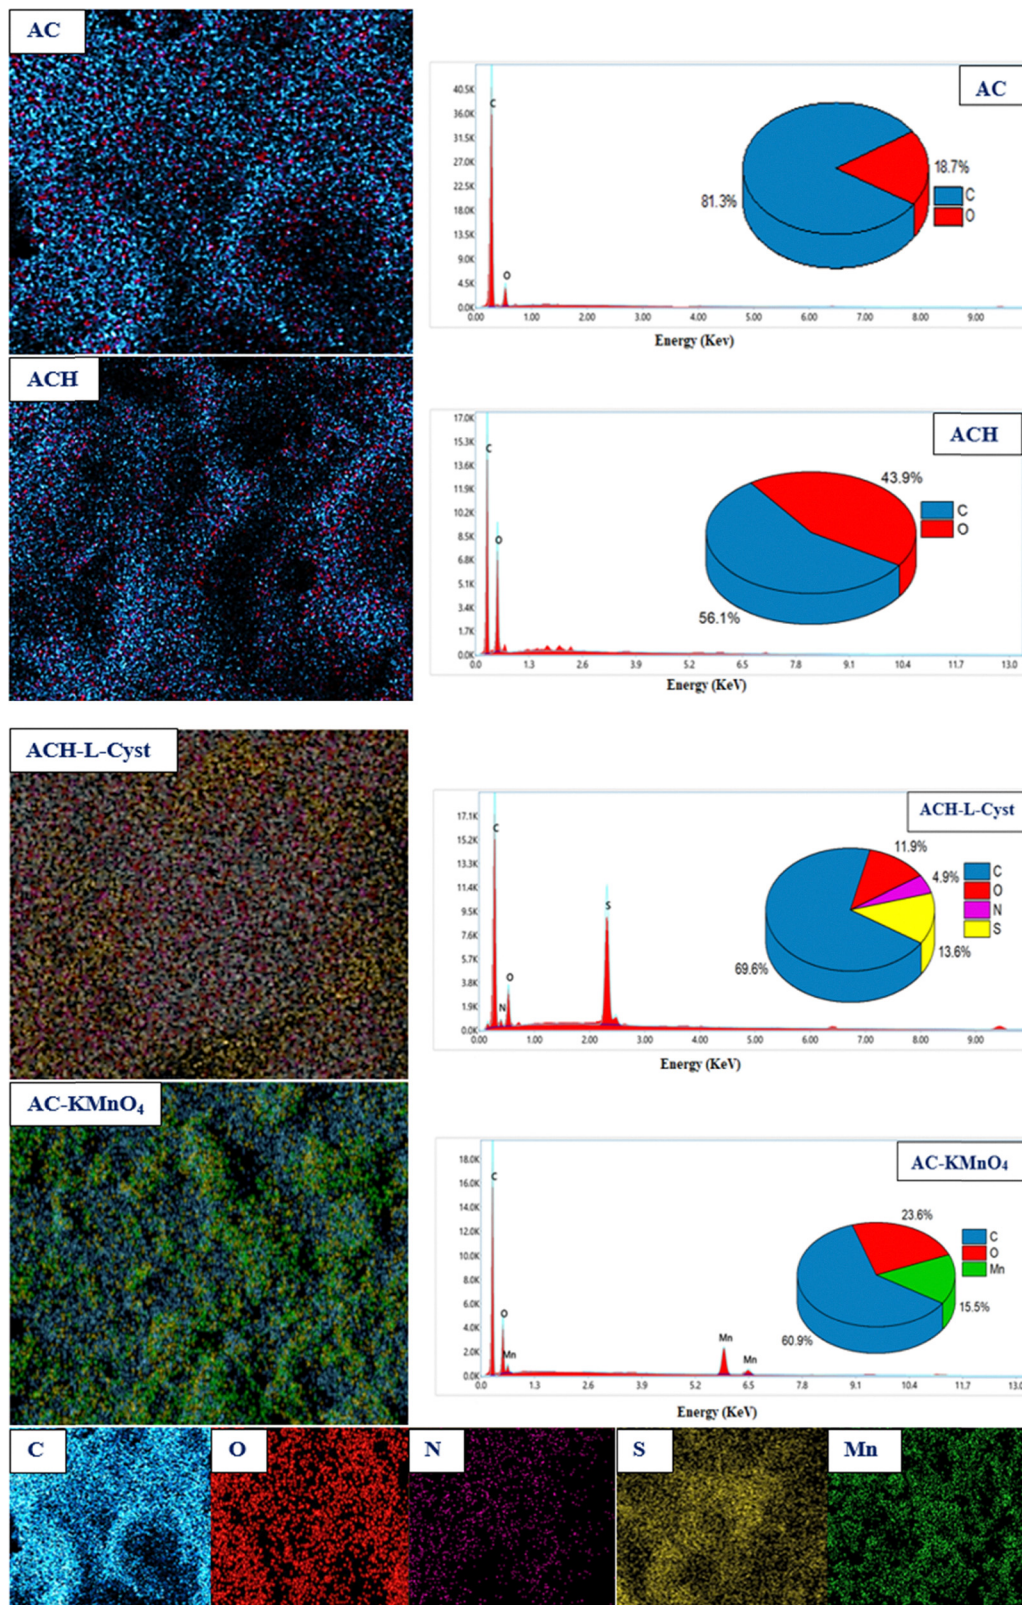 AC
AC
40.5K
36.0K
31.5K
27.0K
22.5K
18.0K
13.5K
9.0K
4.5K
0.0K
C
O
81.3%
18.7%
C
O
0.00 1.00 2.00 3.00 4.00 5.00 6.00 7.00 8.00 9.00
Energy (Kev)
ACH
ACH
17.0K
15.3K
13.6K
11.9K
10.2K
8.5K
6.8K
5.1K
3.4K
1.7K
0.0K
C
O
43.9%
56.1%
C
O
0.0 1.3 2.6 3.9 5.2 6.5 7.8 9.1 10.4 11.7 13.0
Energy (KeV)
ACH-L-Cyst
ACH-L-Cyst
17.1K
15.2K
13.3K
11.4K
9.5K
7.6K
5.7K
3.8K
1.9K
0.0K
C
N
O
S
11.9%
4.9%
13.6%
69.6%
C
O
N
S
0.00 1.00 2.00 3.00 4.00 5.00 6.00 7.00 8.00 9.00
Energy (KeV)
AC-KMnO₄
AC-KMnO₄
18.0K
16.0K
14.0K
12.0K
10.0K
8.0K
6.0K
4.0K
2.0K
0.0K
C
O
Mn
Mn
Mn
23.6%
15.5%
60.9%
C
O
Mn
0.0 1.3 2.6 3.9 5.2 6.5 7.8 9.1 10.4 11.7 13.0
Energy (KeV)
C O N S Mn